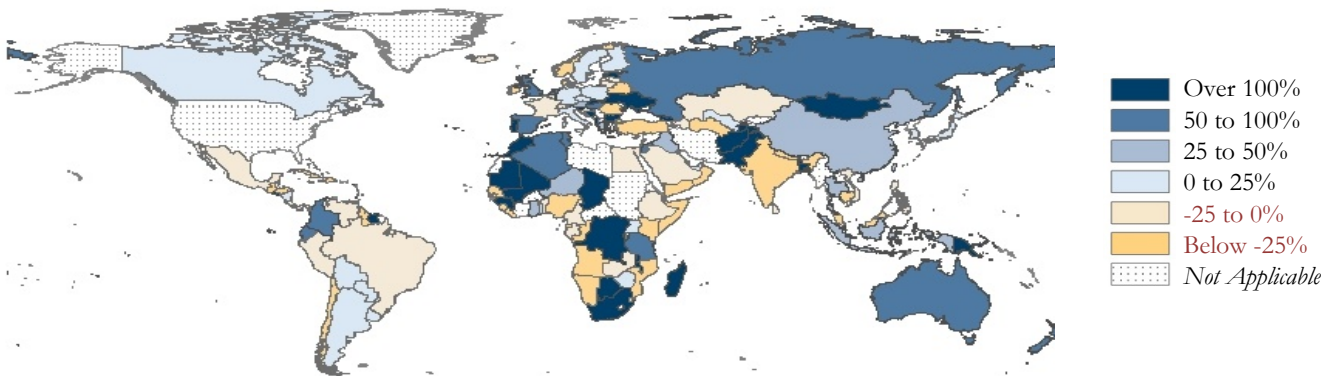 Over 100%
50 to 100%
25 to 50%
0 to 25%
-25 to 0%
Below -25%
Not Applicable